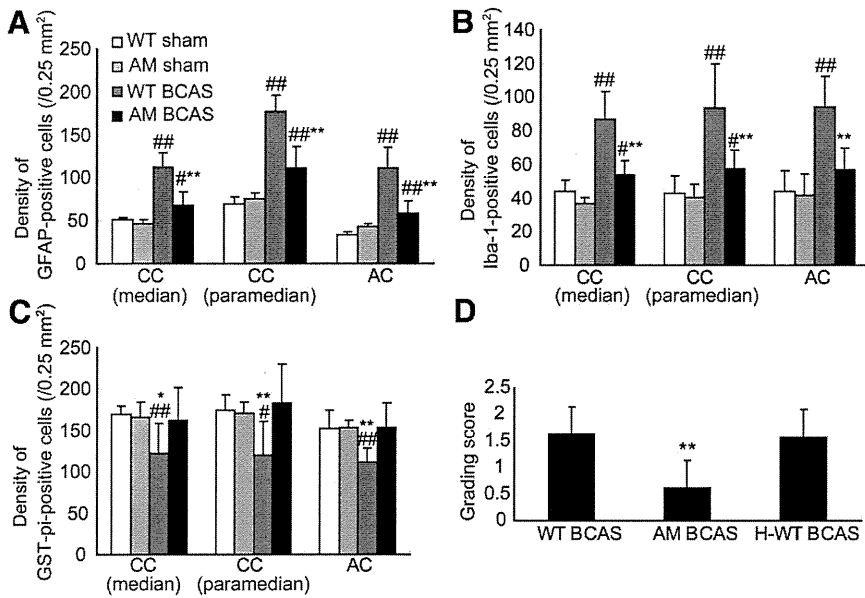 A
Density of
GFAP-positive cells (/0.25 mm²)
250
200
150
100
50
0
WT sham
AM sham
WT BCAS
AM BCAS
##
#**
##
##**
##
##**
CC
(median)
CC
(paramedian)
AC
B
Density of
Iba-1-positive cells (/0.25 mm²)
140
120
100
80
60
40
20
0
##
#**
##
#**
##
**
CC
(median)
CC
(paramedian)
AC
C
Density of
GST-pi-positive cells (/0.25 mm²)
250
200
150
100
50
0
*
##
**
#
**
##
CC
(median)
CC
(paramedian)
AC
D
Grading score
2.5
2
1.5
1
0.5
0
**
WT BCAS
AM BCAS
H-WT BCAS